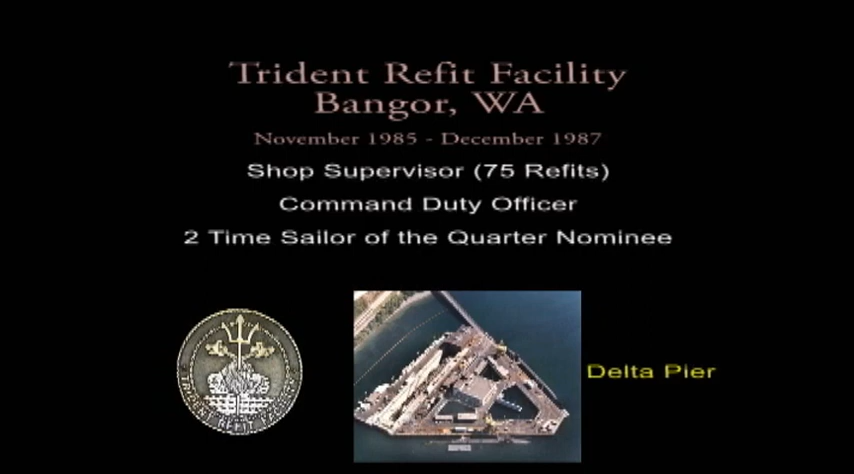 Trident Refit Facility
Bangor, WA
November 1985 - December 1987
Shop Supervisor (75 Refits)
Command Duty Officer
2 Time Sailor of the Quarter Nominee
TRIDENT REFIT FACILITY
Delta Pier